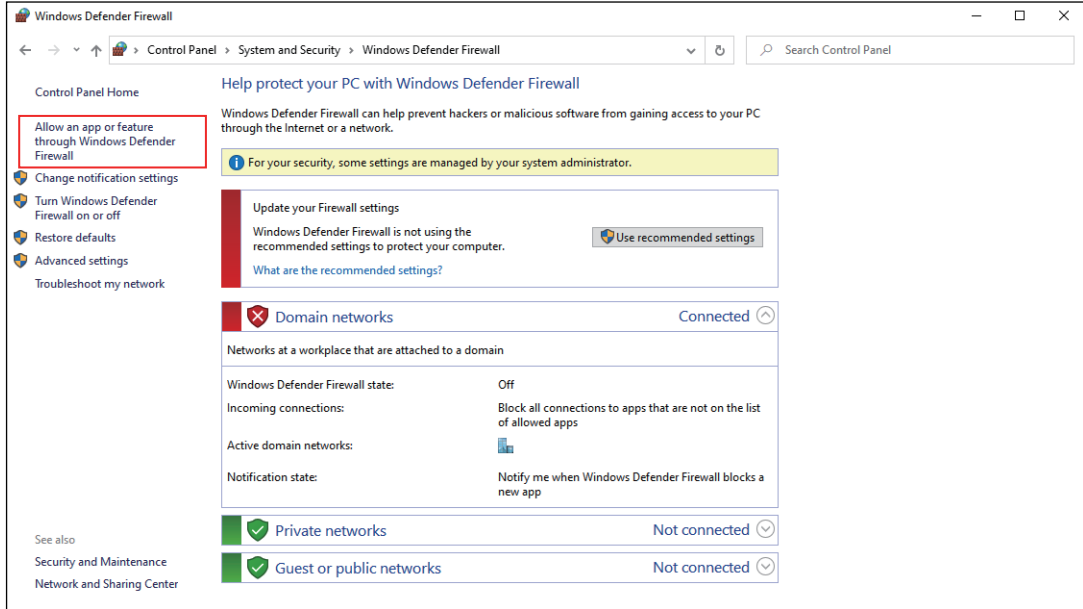 Windows Defender Firewall
Control Panel > System and Security > Windows Defender Firewall
Search Control Panel
Control Panel Home
Allow an app or feature
through Windows Defender
Firewall
Change notification settings
Turn Windows Defender
Firewall on or off
Restore defaults
Advanced settings
Troubleshoot my network
See also
Security and Maintenance
Network and Sharing Center
Help protect your PC with Windows Defender Firewall
Windows Defender Firewall can help prevent hackers or malicious software from gaining access to your PC
through the Internet or a network.
For your security, some settings are managed by your system administrator.
Update your Firewall settings
Windows Defender Firewall is not using the
recommended settings to protect your computer.
What are the recommended settings?
Use recommended settings
Domain networks
Connected
Networks at a workplace that are attached to a domain
Windows Defender Firewall state: Off
Incoming connections: Block all connections to apps that are not on the list
of allowed apps
Active domain networks:
Notification state: Notify me when Windows Defender Firewall blocks a
new app
Private networks
Not connected
Guest or public networks
Not connected